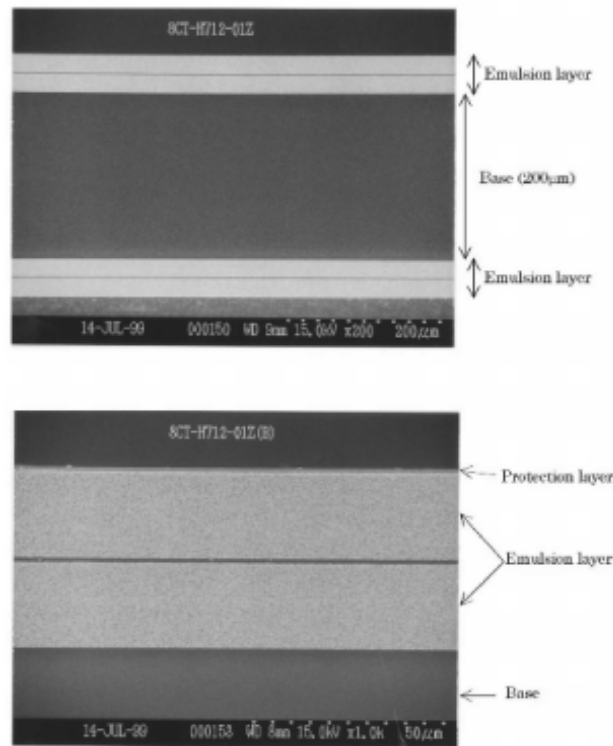 8CT-H712-01Z
Emulsion layer
Base (200μm)
Emulsion layer
14-JUL-99 000150 WD 9mm 15.0kV x200 200μm
8CT-H712-01Z(B)
Protection layer
Emulsion layer
Base
14-JUL-99 000153 WD 8mm 15.0kV x1.0k 50μm